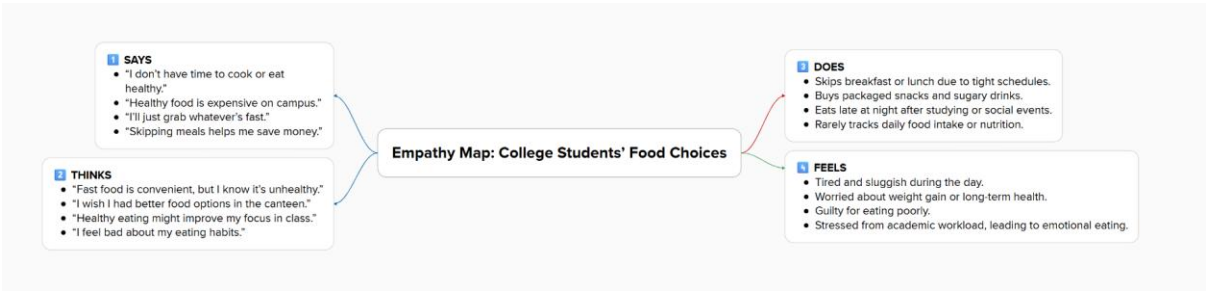 1 SAYS
• “I don’t have time to cook or eat
healthy.”
• “Healthy food is expensive on campus.”
• “I’ll just grab whatever’s fast.”
• “Skipping meals helps me save money.”
2 THINKS
• “Fast food is convenient, but I know it’s unhealthy.”
• “I wish I had better food options in the canteen.”
• “Healthy eating might improve my focus in class.”
• “I feel bad about my eating habits.”
Empathy Map: College Students’ Food Choices
3 DOES
• Skips breakfast or lunch due to tight schedules.
• Buys packaged snacks and sugary drinks.
• Eats late at night after studying or social events.
• Rarely tracks daily food intake or nutrition.
4 FEELS
• Tired and sluggish during the day.
• Worried about weight gain or long-term health.
• Guilty for eating poorly.
• Stressed from academic workload, leading to emotional eating.